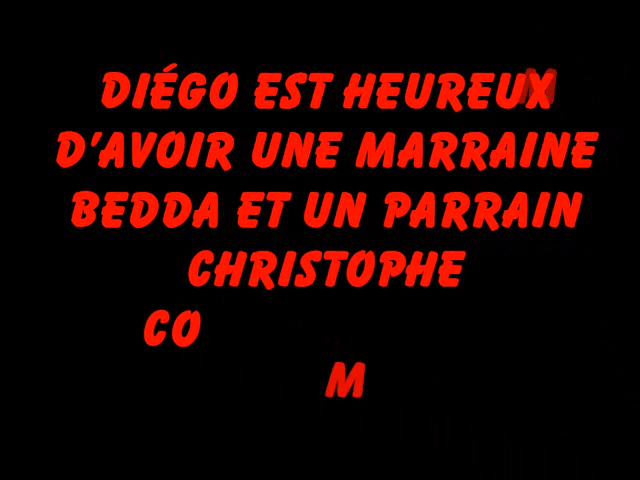 DIÉGO EST HEUREUX
D'AVOIR UNE MARRAINE
BEDDA ET UN PARRAIN
CHRISTOPHE
CO
M